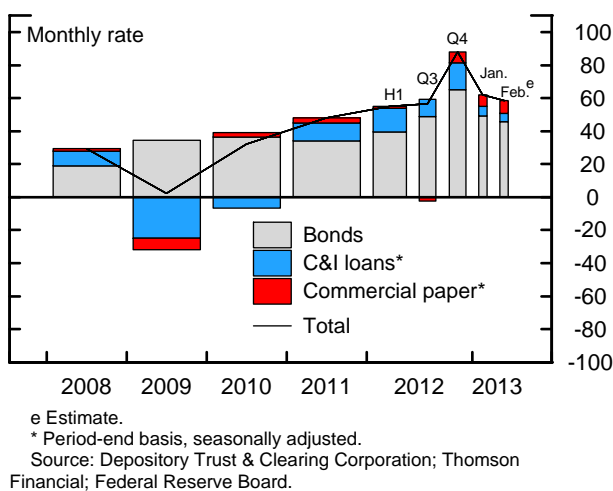 Monthly rate
100
80
60
40
20
0
-20
-40
-60
-80
-100
H1
Q3
Q4
Jan.
Feb.e
Bonds
C&I loans*
Commercial paper*
Total
2008 2009 2010 2011 2012 2013
e Estimate.
* Period-end basis, seasonally adjusted.
Source: Depository Trust & Clearing Corporation; Thomson
Financial; Federal Reserve Board.